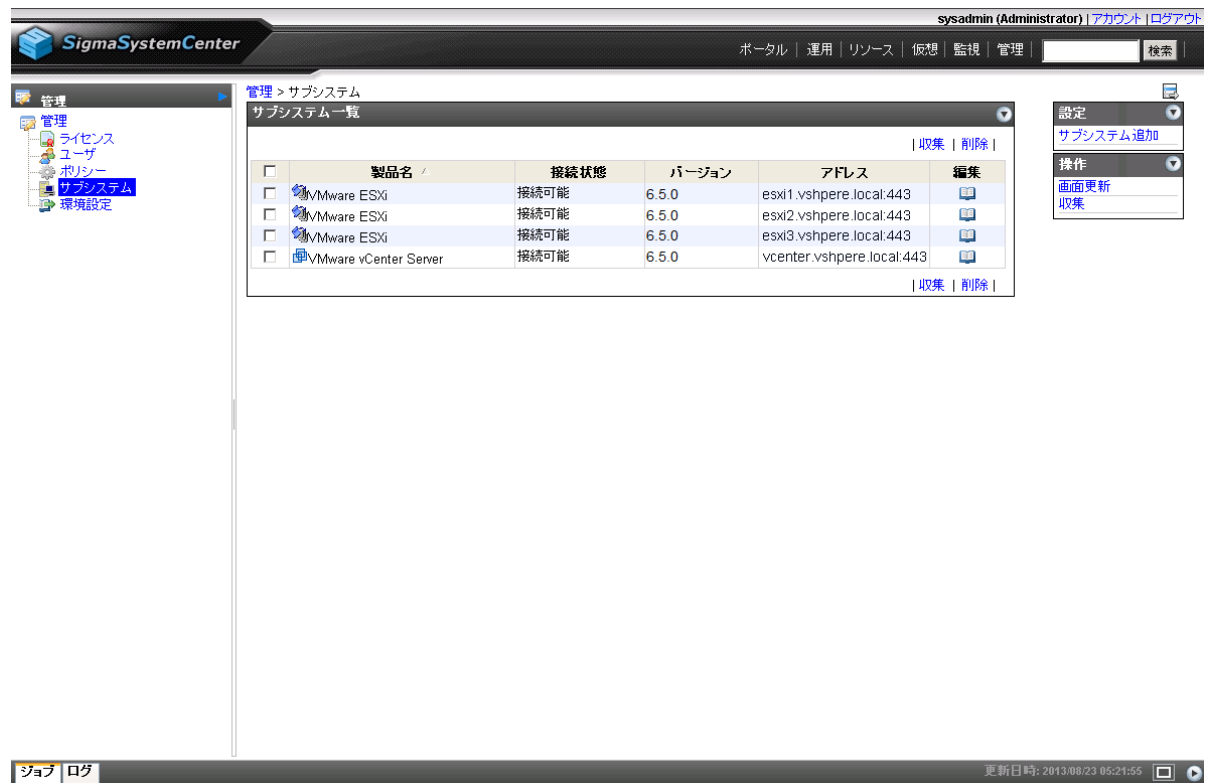 sysadmin (Administrator) | アカウント | ログアウト
SigmaSystemCenter
ポータル | 運用 | リソース | 仮想 | 監視 | 管理 | 検索 |
管理
管理
ライセンス
ユーザ
ポリシー
サブシステム
環境設定
管理 > サブシステム
サブシステム一覧
| 収集 | 削除 |
製品名 接続状態 バージョン アドレス 編集
VMware ESXi 接続可能 6.5.0 esxi1.vshpere.local:443
VMware ESXi 接続可能 6.5.0 esxi2.vshpere.local:443
VMware ESXi 接続可能 6.5.0 esxi3.vshpere.local:443
VMware vCenter Server 接続可能 6.5.0 vcenter.vshpere.local:443
| 収集 | 削除 |
設定
サブシステム追加
操作
画面更新
収集
ジョブ ログ
更新日時: 2013/08/23 05:21:55